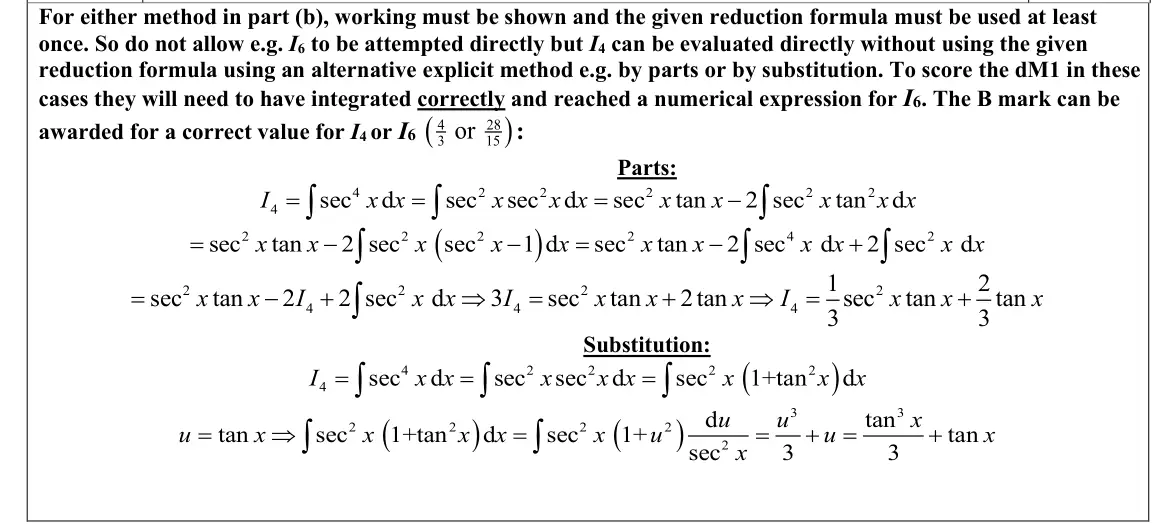 For either method in part (b), working must be shown and the given reduction formula must be used at least
once. So do not allow e.g. I₆ to be attempted directly but I₄ can be evaluated directly without using the given
reduction formula using an alternative explicit method e.g. by parts or by substitution. To score the dM1 in these
cases they will need to have integrated correctly and reached a numerical expression for I₆. The B mark can be
awarded for a correct value for I₄ or I₆ (4/3 or 28/15):
Parts:
I₄ = ∫ sec⁴ x dx = ∫ sec² x sec² x dx = sec² x tan x − 2∫ sec² x tan² x dx
= sec² x tan x − 2∫ sec² x (sec² x − 1) dx = sec² x tan x − 2∫ sec⁴ x dx + 2∫ sec² x dx
= sec² x tan x − 2I₄ + 2∫ sec² x dx ⇒ 3I₄ = sec² x tan x + 2 tan x ⇒ I₄ = 1/3 sec² x tan x + 2/3 tan x
Substitution:
I₄ = ∫ sec⁴ x dx = ∫ sec² x sec² x dx = ∫ sec² x (1+tan² x) dx
u = tan x ⇒ ∫ sec² x (1+tan² x) dx = ∫ sec² x (1+u²) du/sec² x = u³/3 + u = tan³ x/3 + tan x